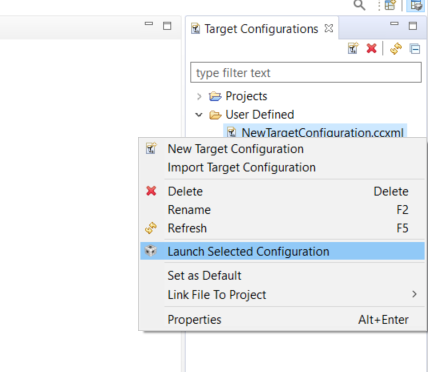 Target Configurations
type filter text
Projects
User Defined
NewTargetConfiguration.ccxml
New Target Configuration
Import Target Configuration
Delete Delete
Rename F2
Refresh F5
Launch Selected Configuration
Set as Default
Link File To Project
Properties Alt+Enter